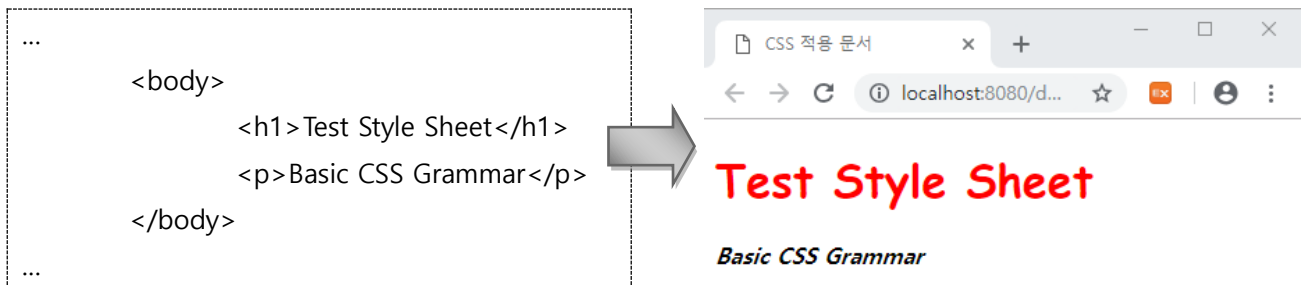 ...
<body>
<h1>Test Style Sheet</h1>
<p>Basic CSS Grammar</p>
</body>
...
CSS 적용 문서
localhost:8080/d...
Test Style Sheet
Basic CSS Grammar